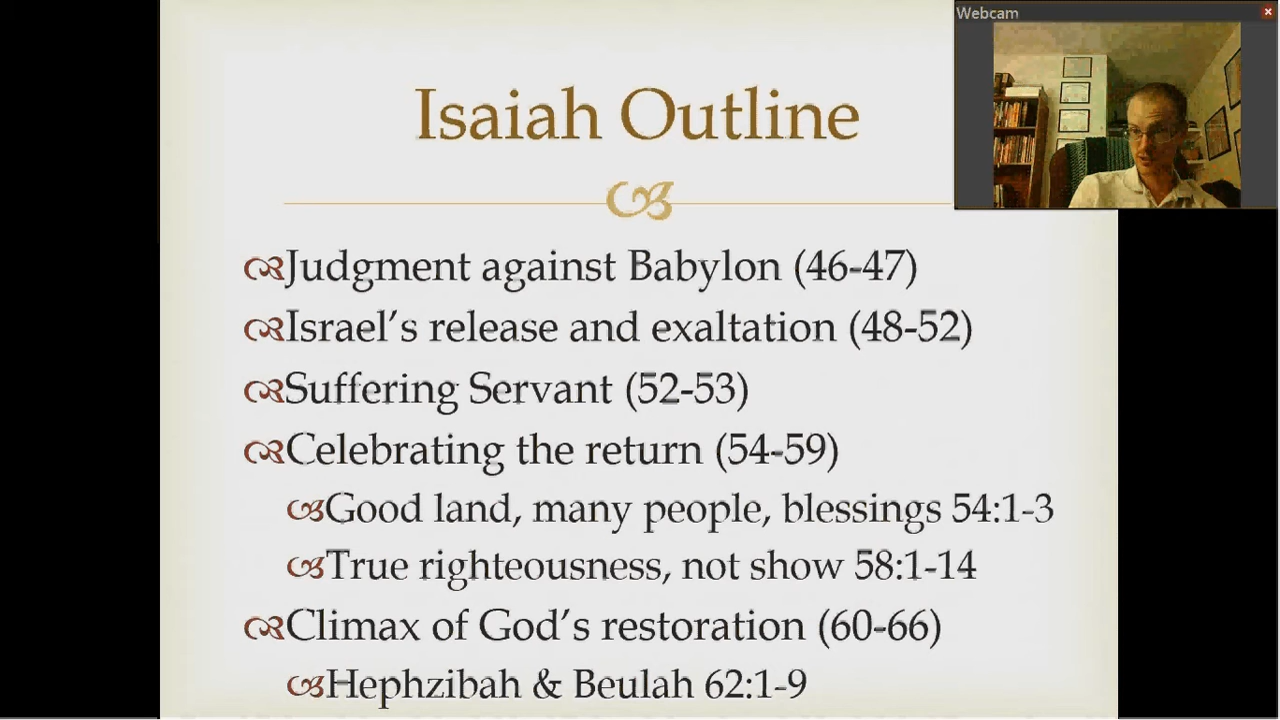 Webcam
Isaiah Outline
Judgment against Babylon (46-47)
Israel's release and exaltation (48-52)
Suffering Servant (52-53)
Celebrating the return (54-59)
Good land, many people, blessings 54:1-3
True righteousness, not show 58:1-14
Climax of God's restoration (60-66)
Hephzibah & Beulah 62:1-9